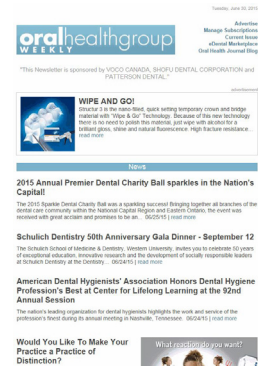 Tuesday, June 30, 2015
Advertise
Manage Subscriptions
Current Issue
eDental Marketplace
Oral Health Journal Blog
oralhealthgroup
WEEKLY
"This Newsletter is sponsored by VOCO CANADA, SHOFU DENTAL CORPORATION and
PATTERSON DENTAL."
advertisement
WIPE AND GO!
Structur 3 is the nano-filled, quick setting temporary crown and bridge
material with "Wipe & Go" Technology. Because of this new technology
there is no need to polish this material, just wipe with alcohol for a
brilliant gloss, shine and natural fluorescence. High fracture resistance...
read more
News
2015 Annual Premier Dental Charity Ball sparkles in the Nation's
Capital!
The 2015 Sparkle Dental Charity Ball was a sparkling success! Bringing together all branches of the
dental care community within the National Capital Region and Eastern Ontario, the event was
received with great acclaim and promises to be an... 06/25/15 | read more
Schulich Dentistry 50th Anniversary Gala Dinner - September 12
The Schulich School of Medicine & Dentistry, Western University, invites you to celebrate 50 years
of exceptional education, innovative research and the development of socially responsible leaders
at Schulich Dentistry at the Dentistry... 06/24/15 | read more
American Dental Hygienists' Association Honors Dental Hygiene
Profession's Best at Center for Lifelong Learning at the 92nd
Annual Session
The nation's leading organization for dental hygienists highlights the work and service of the
profession's finest during its annual meeting in Nashville, Tennessee. 06/24/15 | read more
Would You Like To Make Your
Practice a Practice of
Distinction?
What reaction do you want?